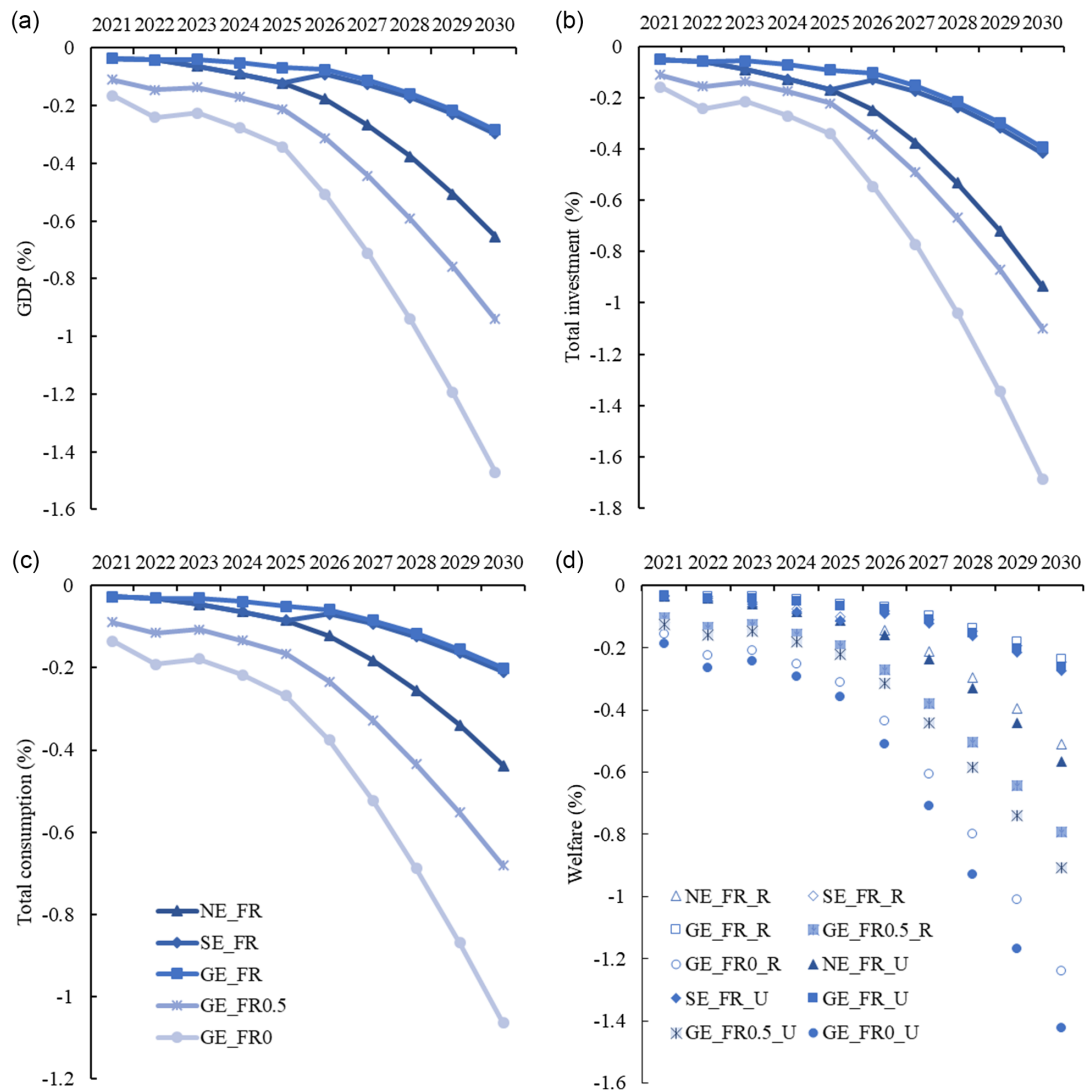 (a)
2021 2022 2023 2024 2025 2026 2027 2028 2029 2030
0
-0.2
-0.4
-0.6
-0.8
-1
-1.2
-1.4
-1.6
GDP (%)
(b)
2021 2022 2023 2024 2025 2026 2027 2028 2029 2030
0
-0.2
-0.4
-0.6
-0.8
-1
-1.2
-1.4
-1.6
-1.8
Total investment (%)
(c)
2021 2022 2023 2024 2025 2026 2027 2028 2029 2030
0
-0.2
-0.4
-0.6
-0.8
-1
-1.2
Total consumption (%)
NE_FR
SE_FR
GE_FR
GE_FR0.5
GE_FR0
(d)
2021 2022 2023 2024 2025 2026 2027 2028 2029 2030
0
-0.2
-0.4
-0.6
-0.8
-1
-1.2
-1.4
-1.6
Welfare (%)
NE_FR_R SE_FR_R
GE_FR_R GE_FR0.5_R
GE_FR0_R NE_FR_U
SE_FR_U GE_FR_U
GE_FR0.5_U GE_FR0_U